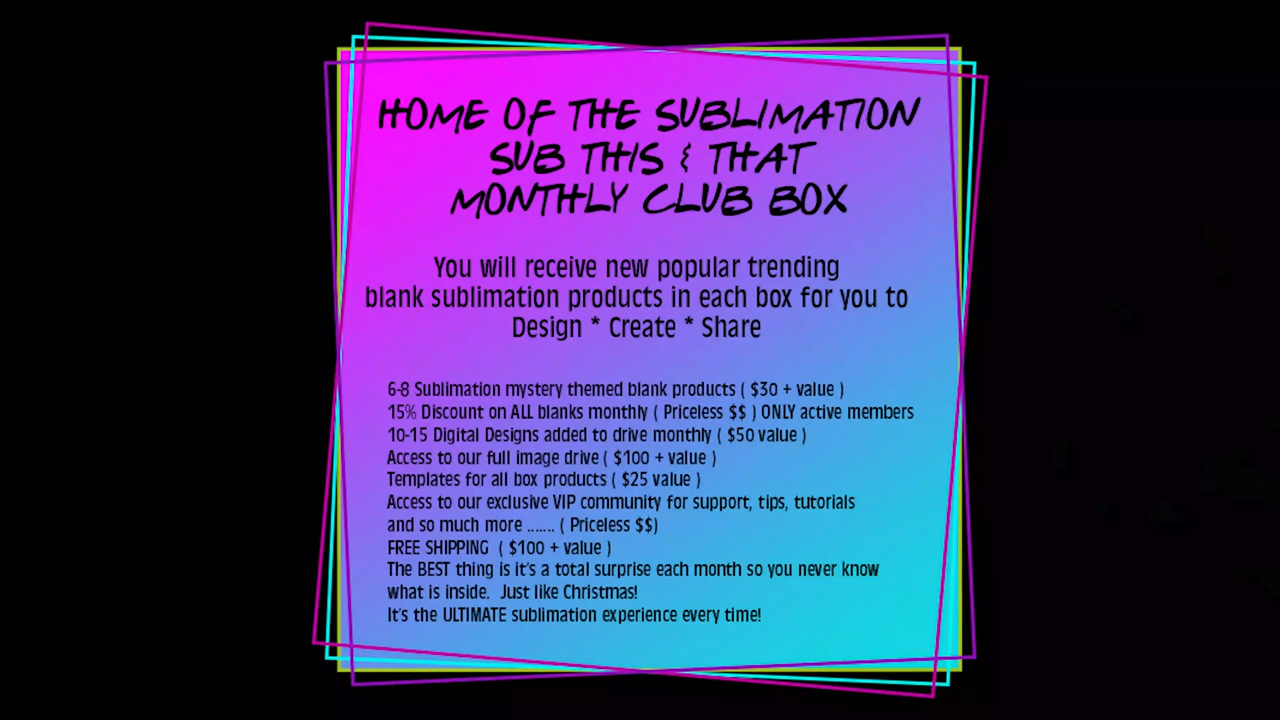 HOME OF THE SUBLIMATION
SUB THIS & THAT
MONTHLY CLUB BOX
You will receive new popular trending
blank sublimation products in each box for you to
Design * Create * Share
6-8 Sublimation mystery themed blank products ( $30 + value )
15% Discount on ALL blanks monthly ( Priceless $$ ) ONLY active members
10-15 Digital Designs added to drive monthly ( $50 value )
Access to our full image drive ( $100 + value )
Templates for all box products ( $25 value )
Access to our exclusive VIP community for support, tips, tutorials
and so much more ....... ( Priceless $$)
FREE SHIPPING  ( $100 + value )
The BEST thing is it's a total surprise each month so you never know
what is inside.  Just like Christmas!
It's the ULTIMATE sublimation experience every time!